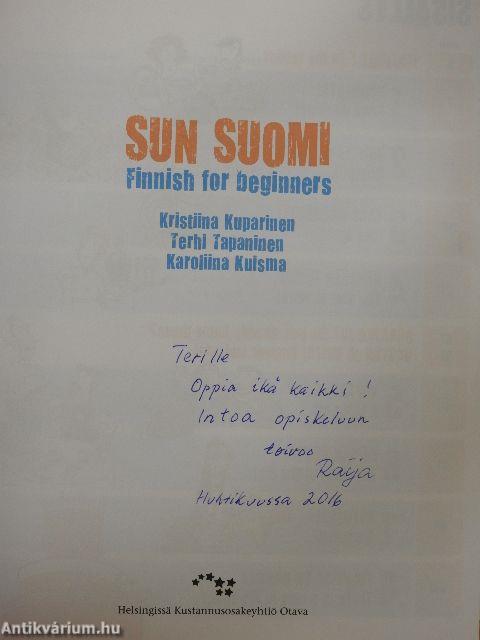 SUN SUOMI
Finnish for beginners
Kristiina Kuparinen
Terhi Tapaninen
Karoliina Kuisma
Terille
Oppia ikä kaikki !
Intoa opiskeluun
toivoo
Raija
Huhtikuussa 2016
Helsingissä Kustannusosakeyhtiö Otava
Antikvárium.hu